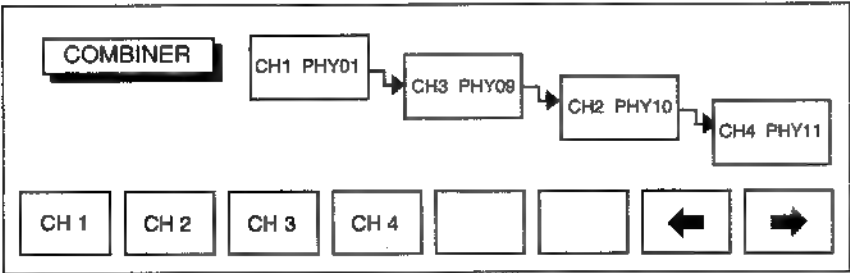 COMBINER
CH1 PHY01
CH3 PHY09
CH2 PHY10
CH4 PHY11
CH 1
CH 2
CH 3
CH 4